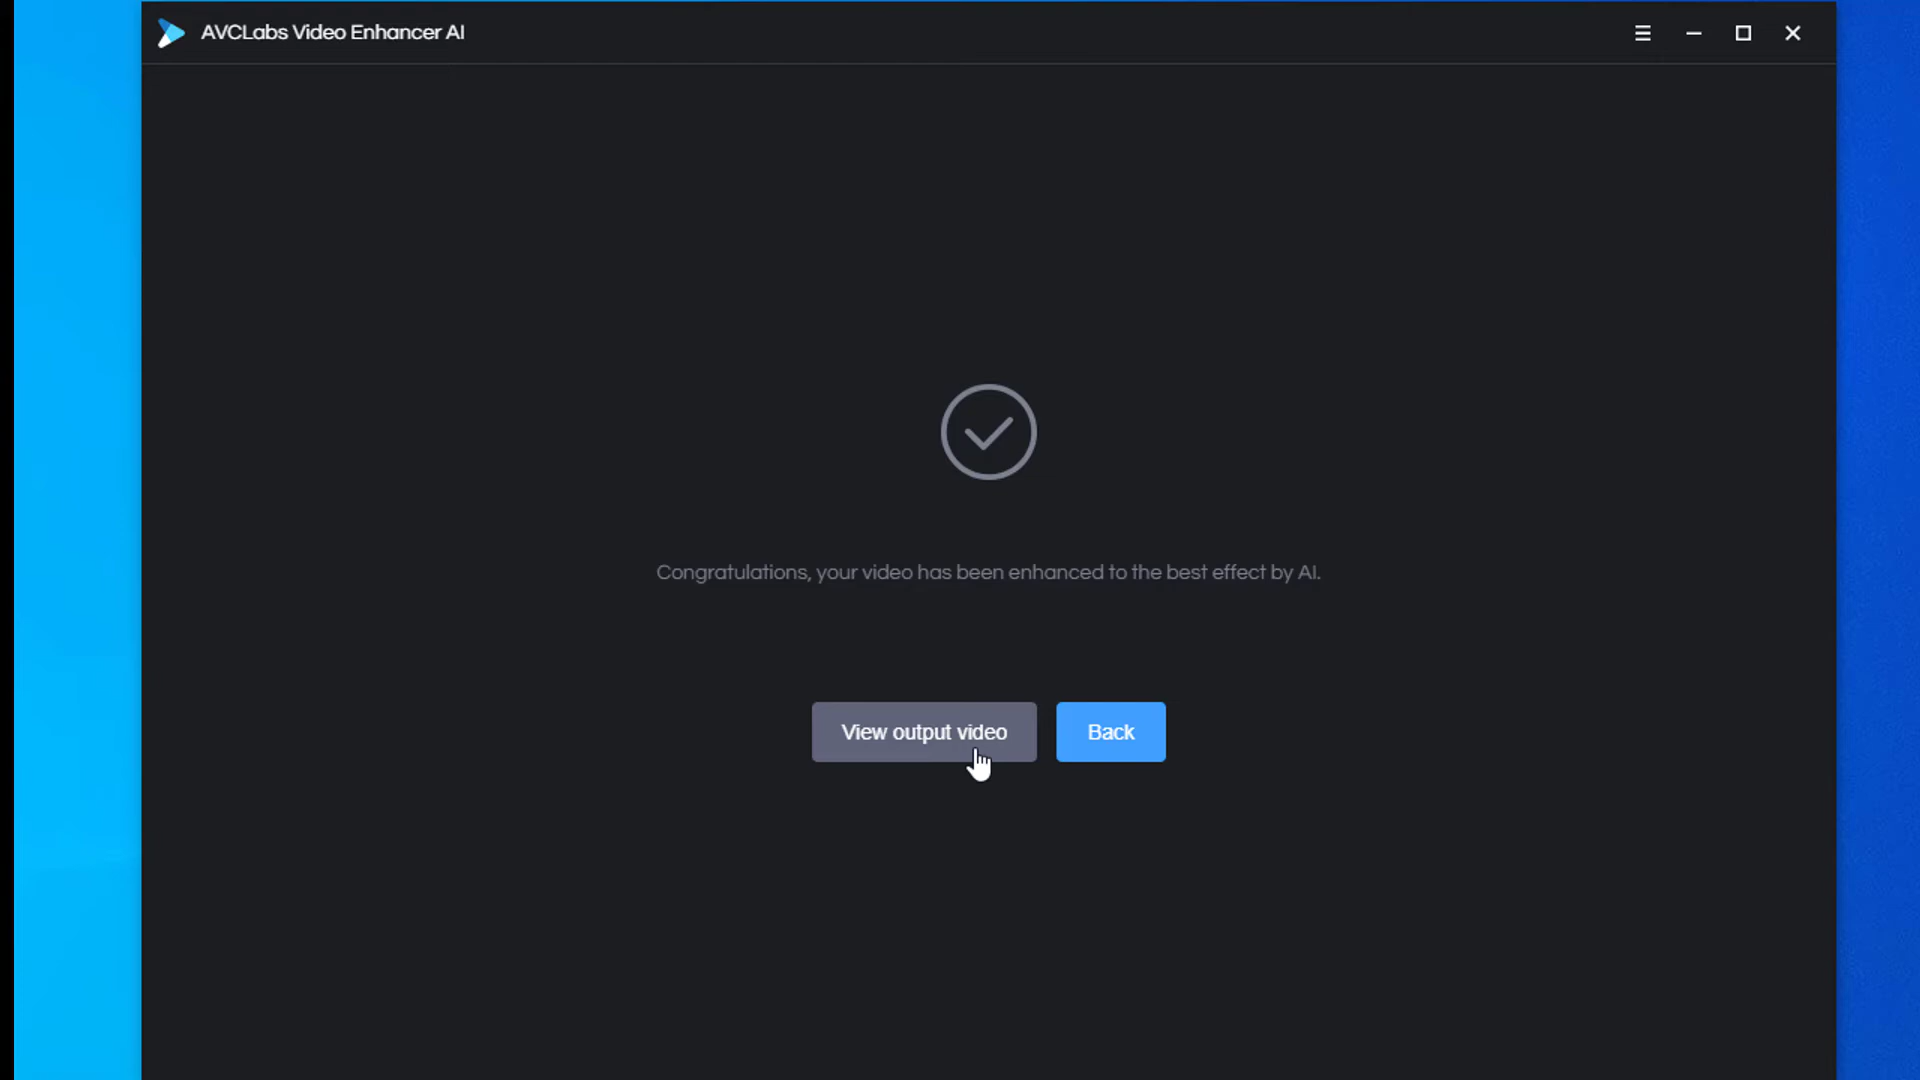 AVCLabs Video Enhancer AI
Congratulations, your video has been enhanced to the best effect by AI.
View output video
Back